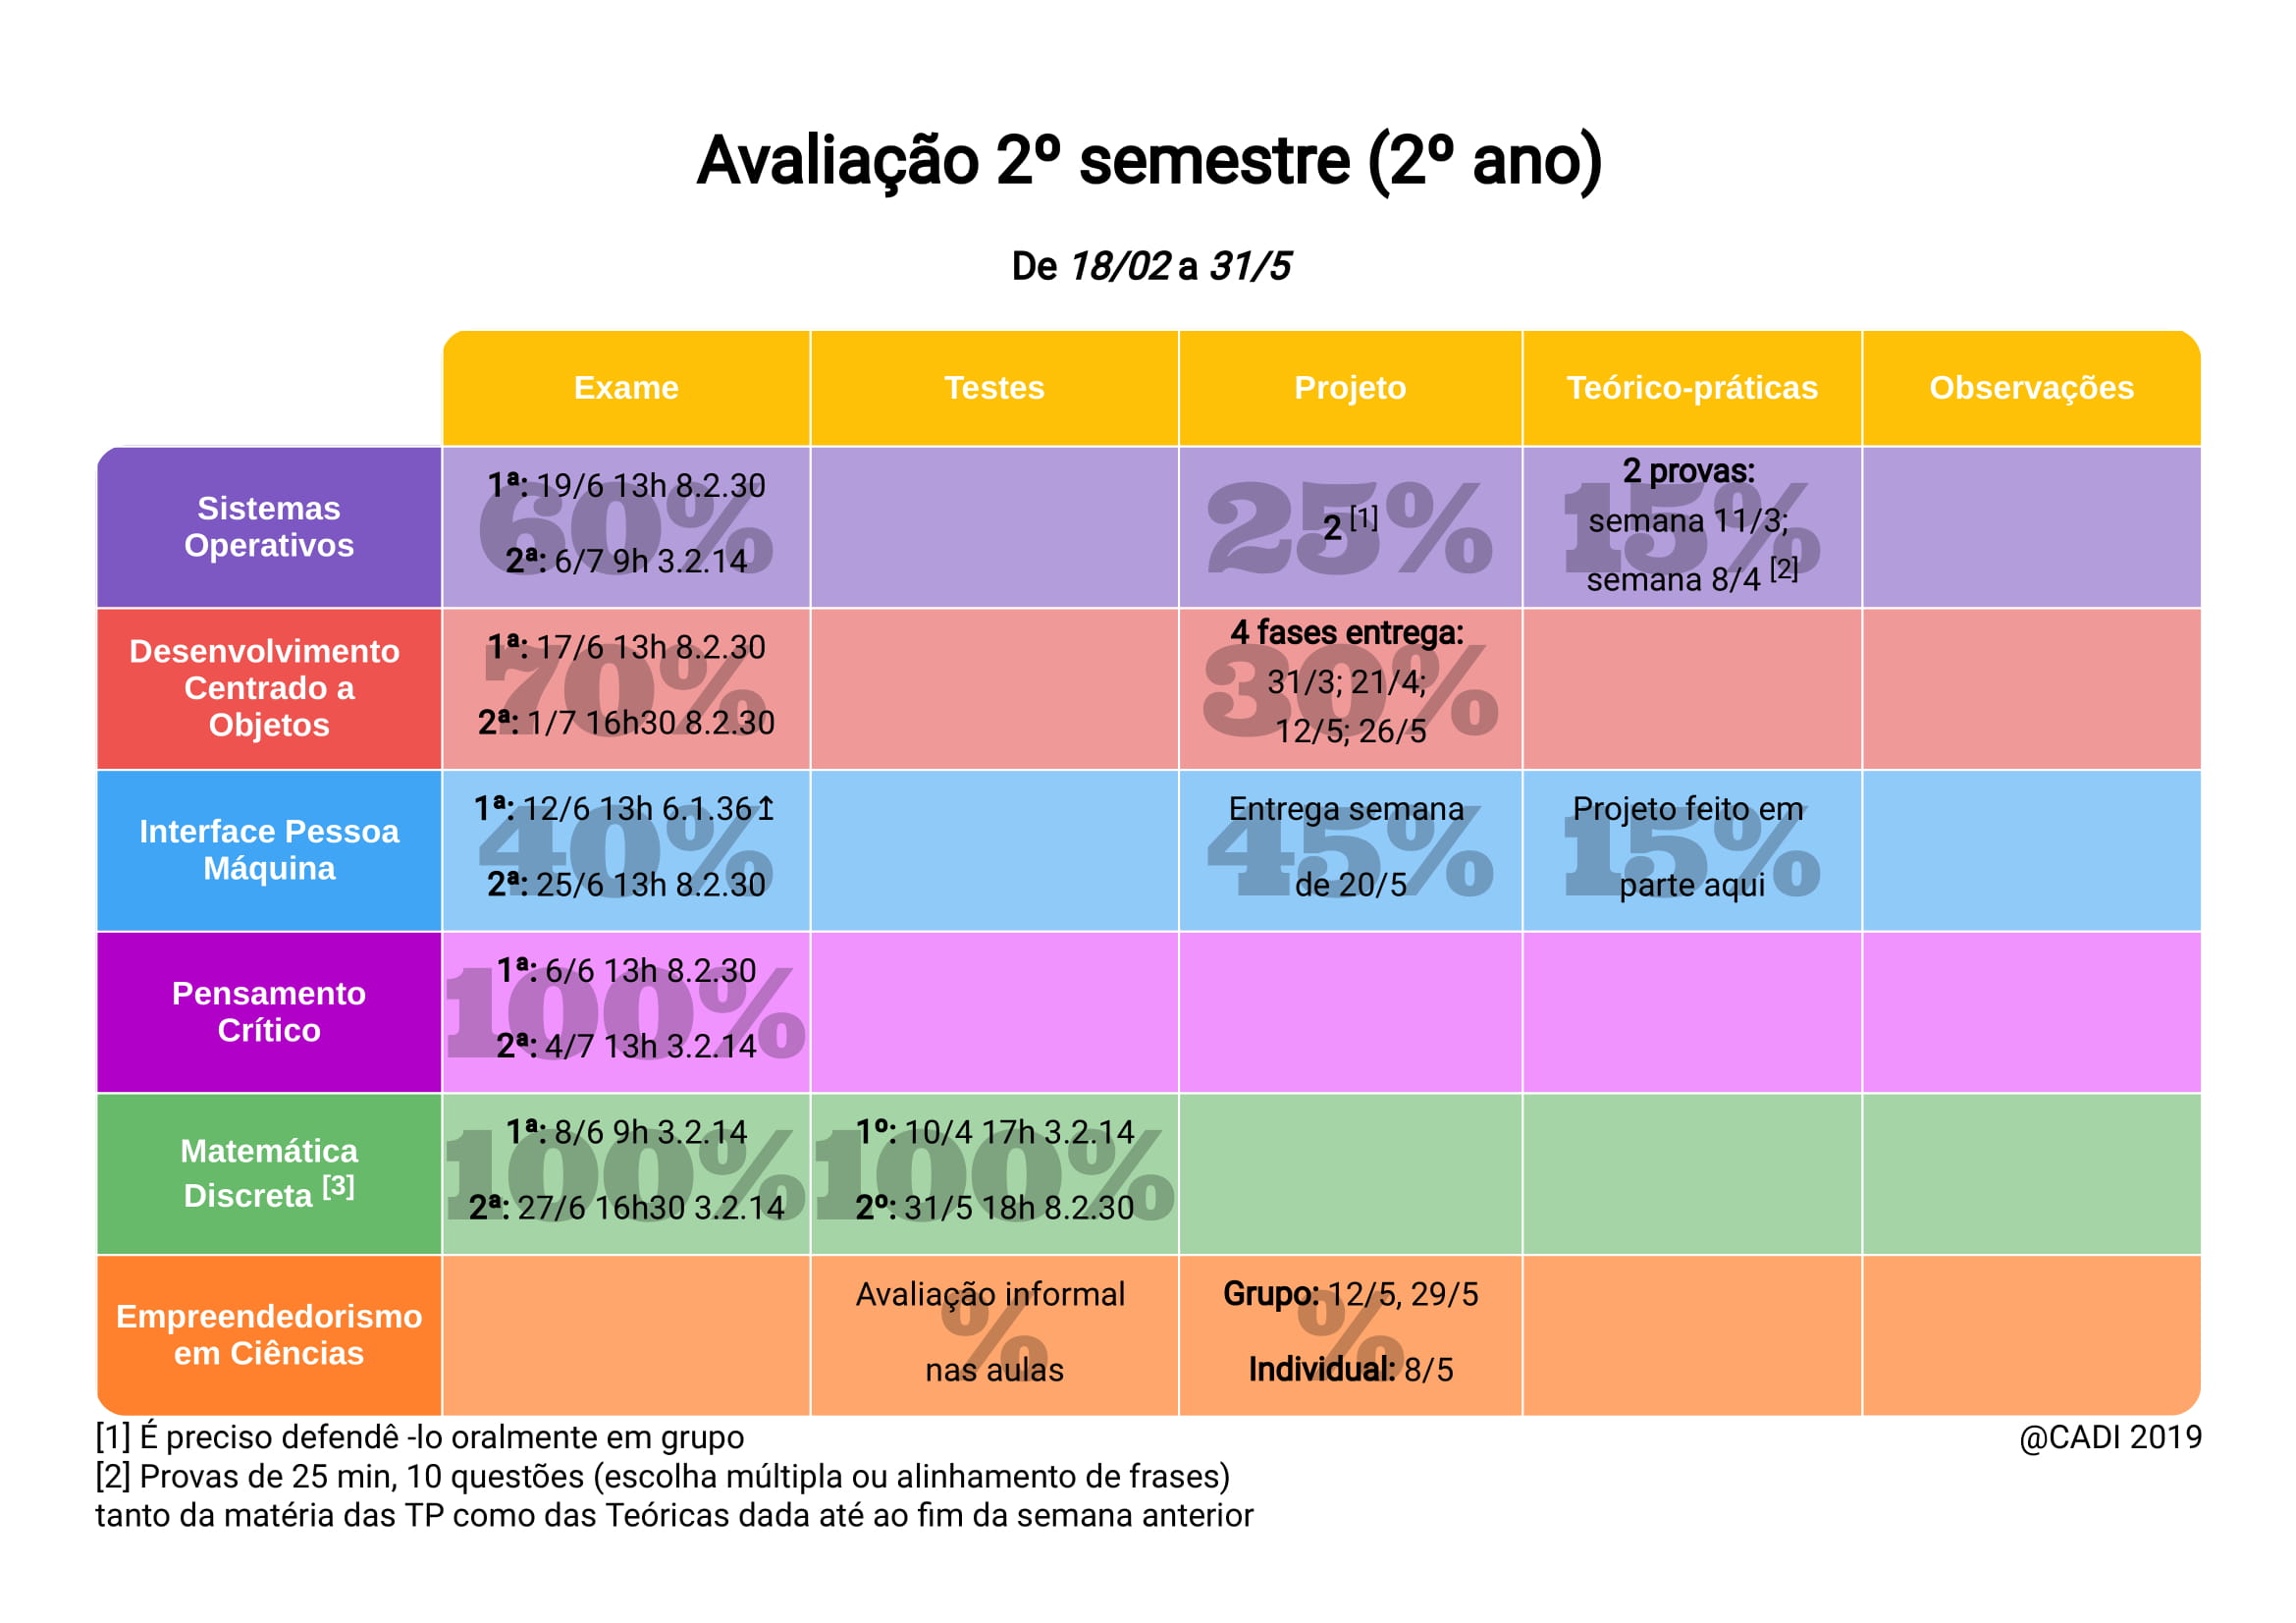 Avaliação 2º semestre (2º ano)
De 18/02 a 31/5
Exame
Testes
Projeto
Teórico-práticas
Observações
Sistemas
Operativos
60%
1ª: 19/6 13h 8.2.30
2ª: 6/7 9h 3.2.14
25%
2 [1]
15%
2 provas:
semana 11/3;
semana 8/4 [2]
Desenvolvimento
Centrado a
Objetos
70%
1ª: 17/6 13h 8.2.30
2ª: 1/7 16h30 8.2.30
30%
4 fases entrega:
31/3; 21/4;
12/5; 26/5
Interface Pessoa
Máquina
40%
1ª: 12/6 13h 6.1.36↥
2ª: 25/6 13h 8.2.30
45%
Entrega semana
de 20/5
15%
Projeto feito em
parte aqui
Pensamento
Crítico
100%
1ª: 6/6 13h 8.2.30
2ª: 4/7 13h 3.2.14
Matemática
Discreta [3]
100%
1ª: 8/6 9h 3.2.14
2ª: 27/6 16h30 3.2.14
100%
1º: 10/4 17h 3.2.14
2º: 31/5 18h 8.2.30
Empreendedorismo
em Ciências
%
Avaliação informal
nas aulas
%
Grupo: 12/5, 29/5
Individual: 8/5
[1] É preciso defendê -lo oralmente em grupo
@CADI 2019
[2] Provas de 25 min, 10 questões (escolha múltipla ou alinhamento de frases)
tanto da matéria das TP como das Teóricas dada até ao fim da semana anterior